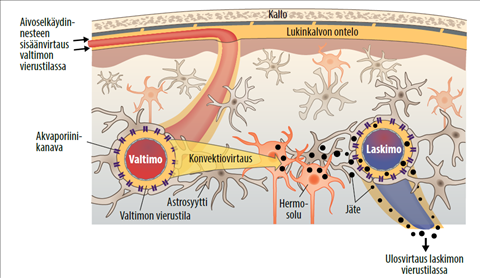 Kallo
Aivoselkäydin-
nesteen
sisäänvirtaus
valtimon
vierustilassa
Lukinkalvon ontelo
Akvaporiini-
kanava
Valtimo
Konvektiovirtaus
Laskimo
Astrosyytti
Valtimon vierustila
Hermo-
solu
Jäte
Ulosvirtaus laskimon
vierustilassa